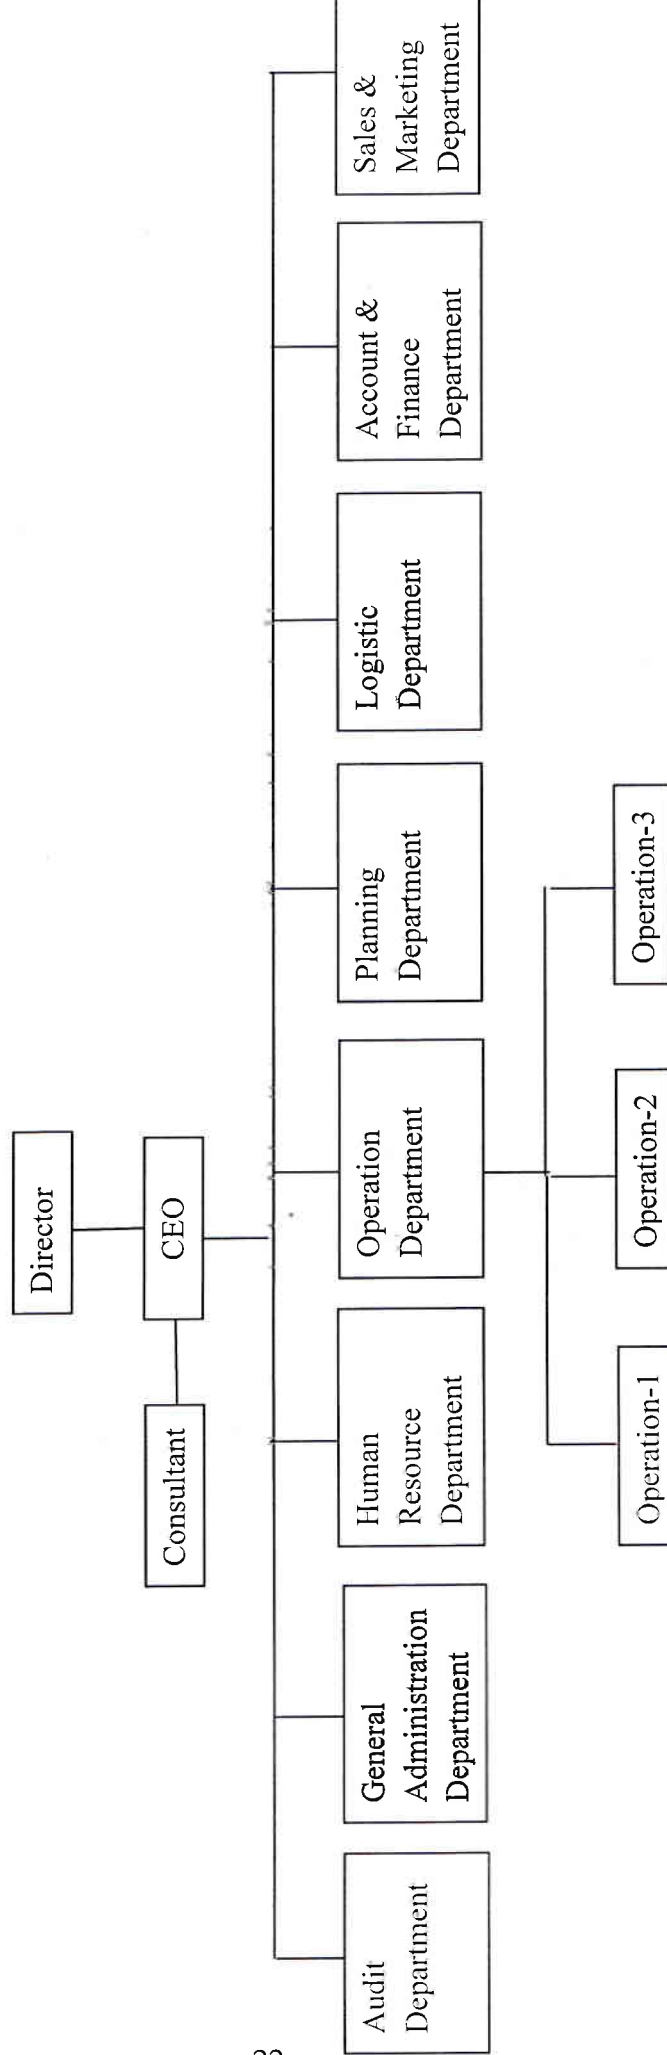 Director
Consultant
CEO
Audit
Department
General
Administration
Department
Human
Resource
Department
Operation
Department
Planning
Department
Logistic
Department
Account &
Finance
Department
Sales &
Marketing
Department
Operation-1
Operation-2
Operation-3